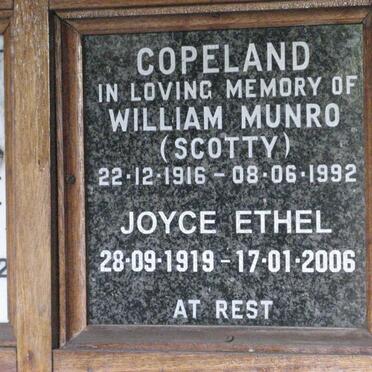 COPELAND
IN LOVING MEMORY OF
WILLIAM MUNRO
(SCOTTY)
22·12·1916 – 08·06·1992
JOYCE ETHEL
28·09·1919 – 17·01·2006
AT REST